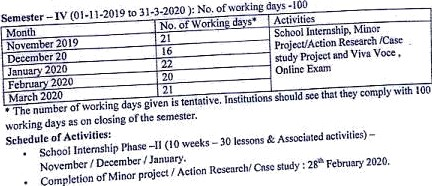 Semester – IV (01-11-2019 to 31-3-2020 ): No. of working days -100
Month No. of Working days* Activities
November 2019 21 School Internship, Minor
December 20 16 Project/Action Research /Case
January 2020 22 study Project and Viva Voce ,
February 2020 20 Online Exam
March 2020 21
* The number of working days given is tentative. Institutions should see that they comply with 100
working days as on closing of the semester.
Schedule of Activities:
• School Internship Phase –II (10 weeks – 30 lessons & Associated activities) –
November / December / January.
• Completion of Minor project / Action Research/ Case study : 28th February 2020.